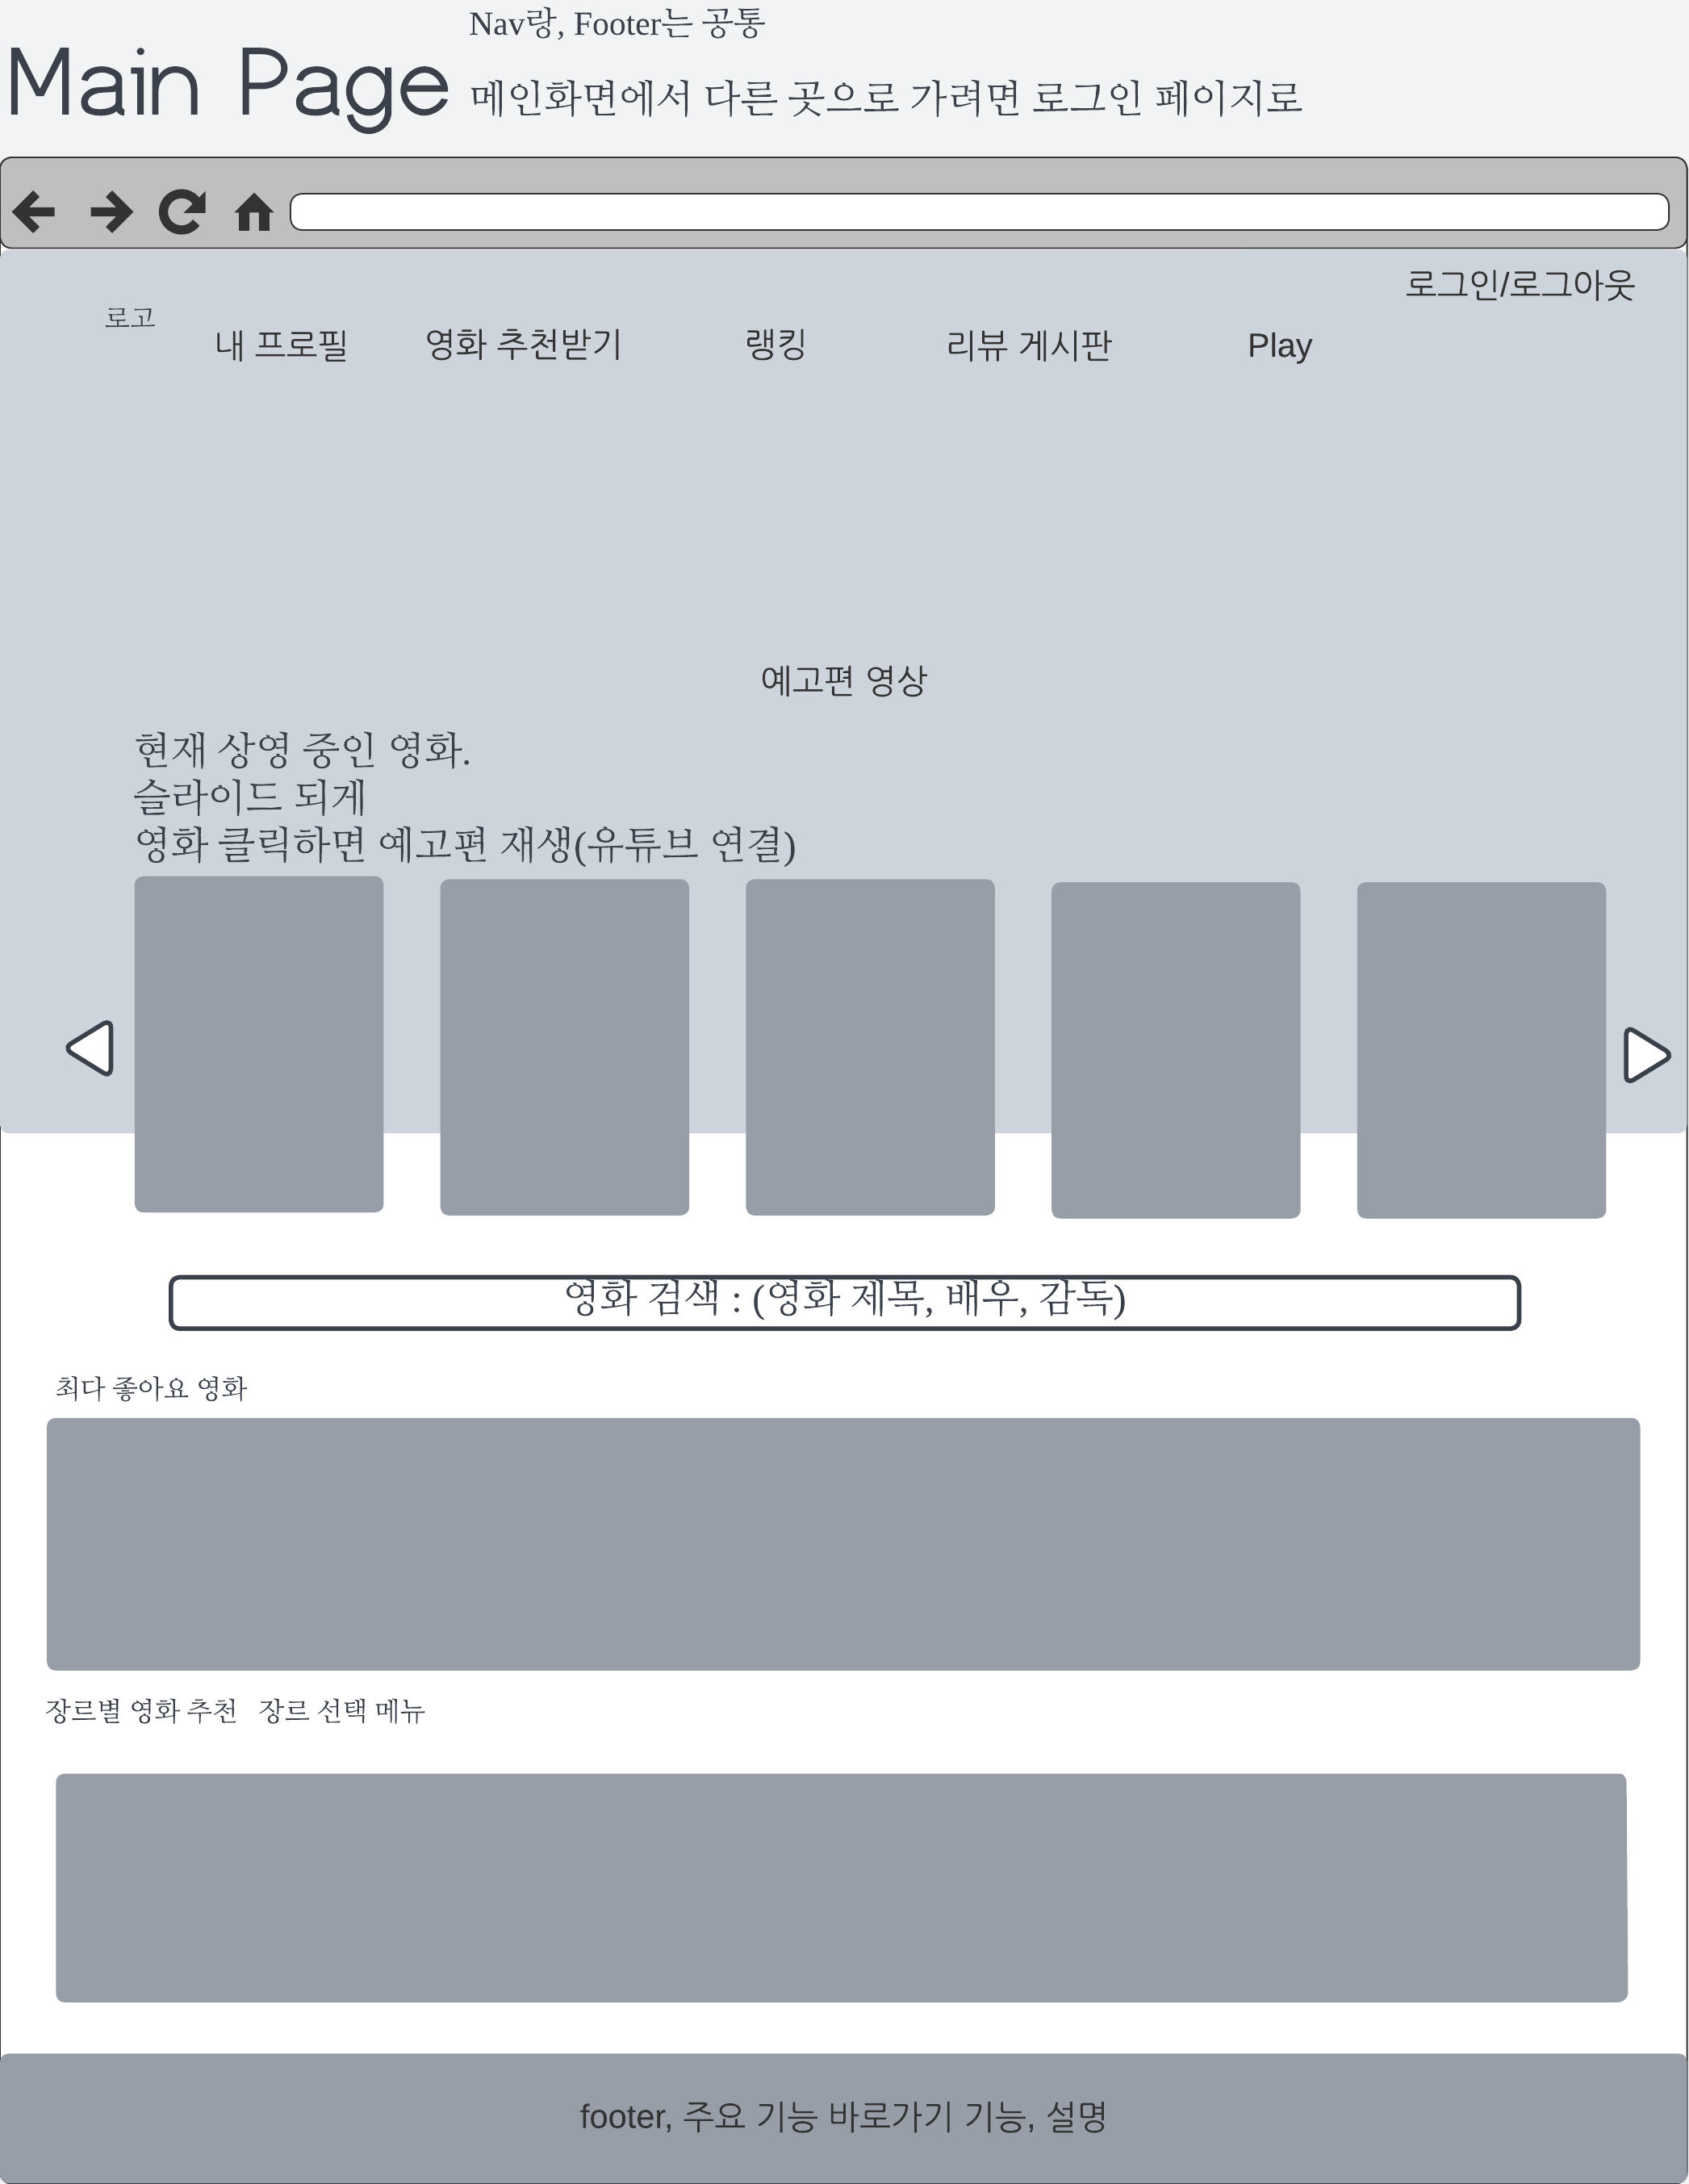 Nav랑, Footer는 공통
Main Page
메인화면에서 다른 곳으로 가려면 로그인 페이지로
로그인/로그아웃
로고
내 프로필
영화 추천받기
랭킹
리뷰 게시판
Play
예고편 영상
현재 상영 중인 영화.
슬라이드 되게
영화 클릭하면 예고편 재생(유튜브 연결)
영화 검색 : (영화 제목, 배우, 감독)
최다 좋아요 영화
장르별 영화 추천 장르 선택 메뉴
footer, 주요 기능 바로가기 기능, 설명